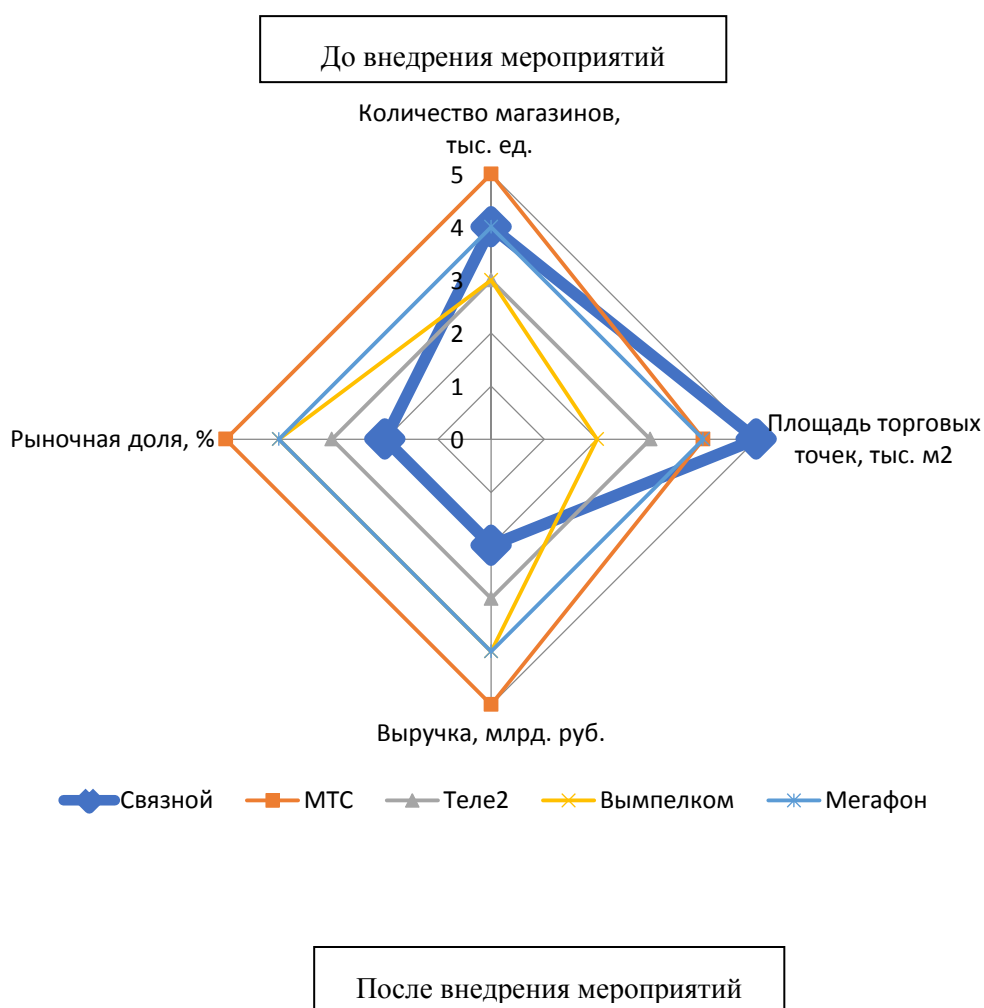 До внедрения мероприятий
Количество магазинов,
тыс. ед.
5
4
3
2
1
0
Рыночная доля, %
Площадь торговых
точек, тыс. м2
Выручка, млрд. руб.
Связной МТС Теле2 Вымпелком Мегафон
После внедрения мероприятий